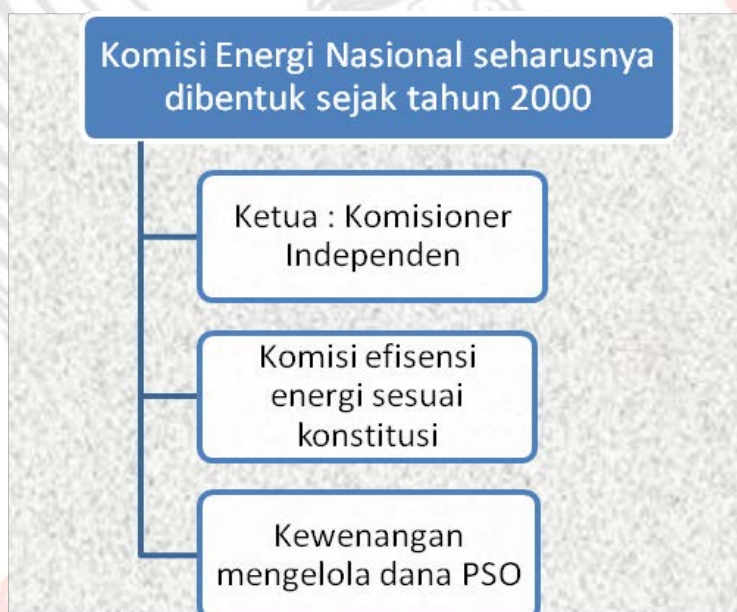 Komisi Energi Nasional seharusnya
dibentuk sejak tahun 2000
Ketua : Komisioner
Independen
Komisi efisensi
energi sesuai
konstitusi
Kewenangan
mengelola dana PSO